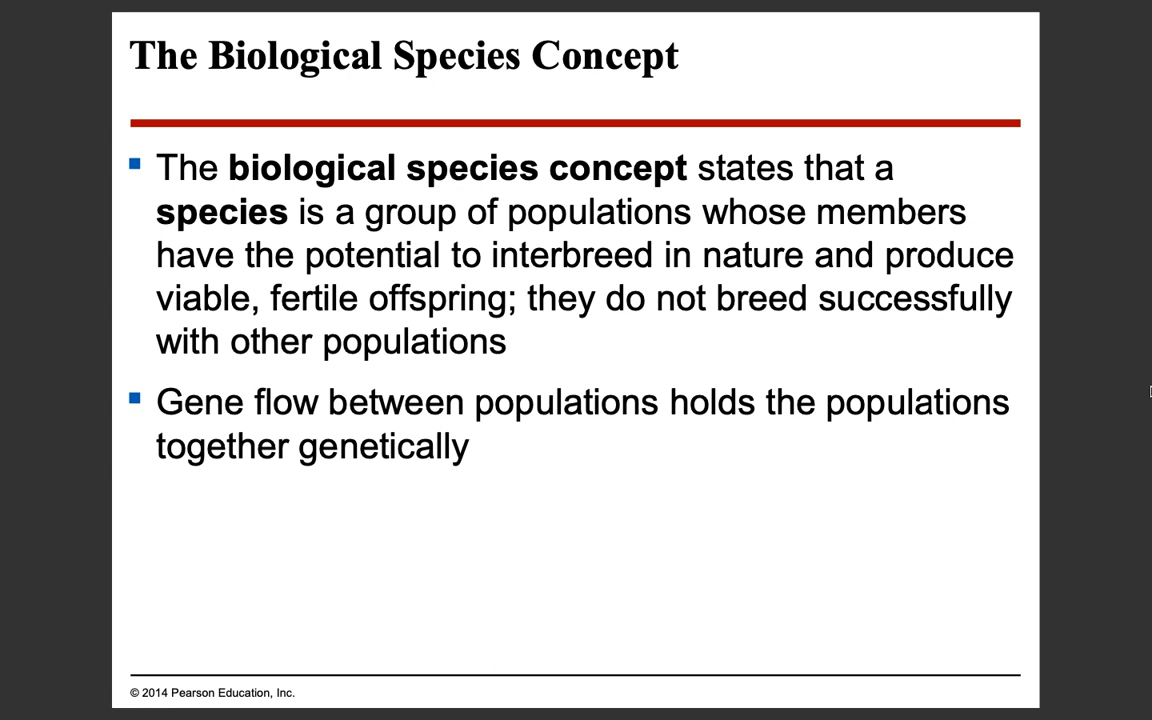 The Biological Species Concept
The biological species concept states that a
species is a group of populations whose members
have the potential to interbreed in nature and produce
viable, fertile offspring; they do not breed successfully
with other populations
Gene flow between populations holds the populations
together genetically
© 2014 Pearson Education, Inc.